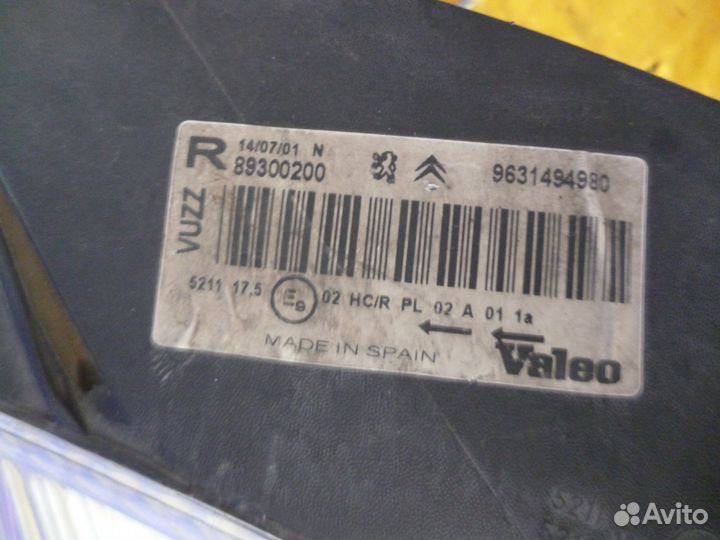 R 14/07/01 N
89300200 9631494980
VUZZ
5211 17,5 E9 02 HC/R PL 02 A 01 1a
MADE IN SPAIN
Valeo
Avito